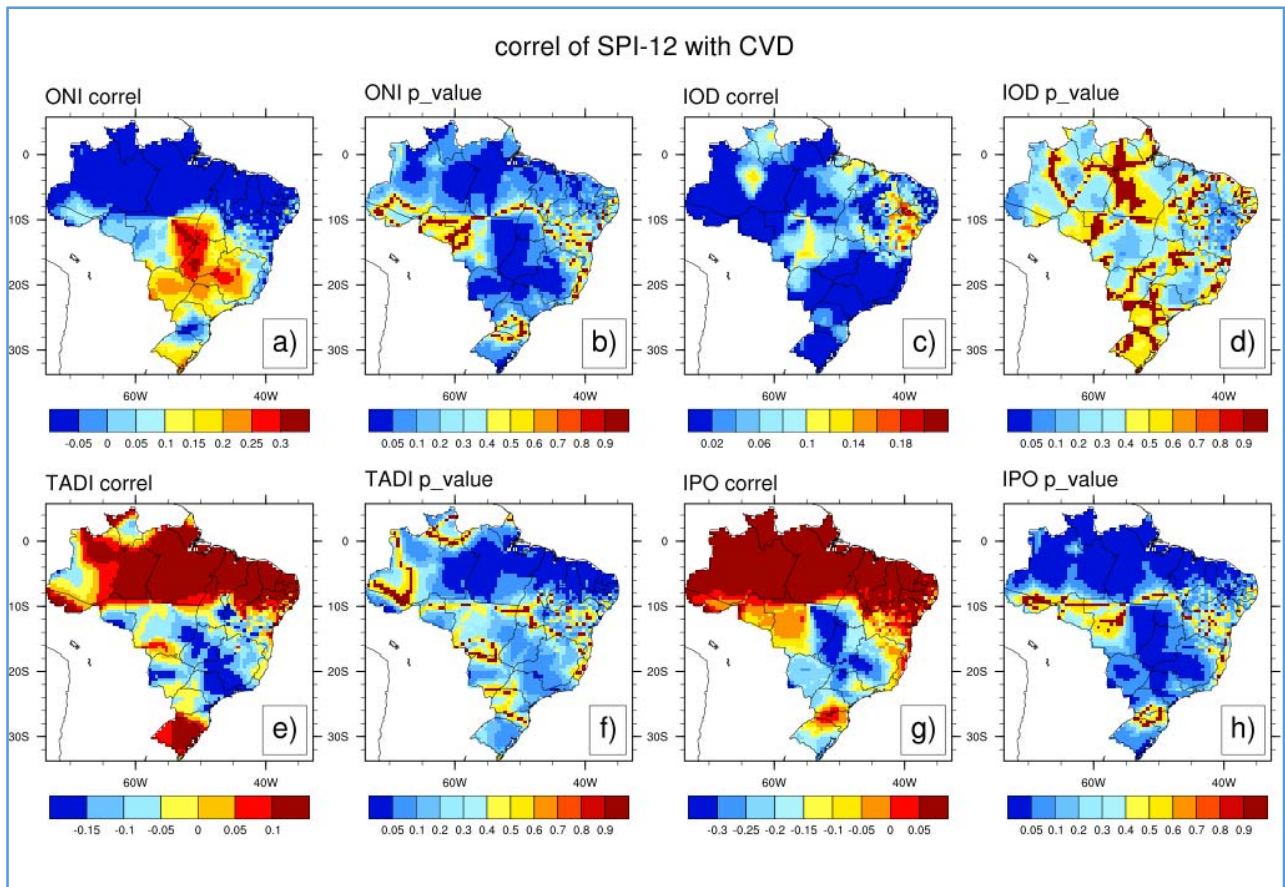 correl of SPI-12 with CVD
ONI correl
ONI p_value
IOD correl
IOD p_value
0
10S
20S
30S
a)
0
10S
20S
30S
b)
0
10S
20S
30S
c)
0
10S
20S
30S
d)
60W 40W
60W 40W
60W 40W
60W 40W
-0.05 0 0.05 0.1 0.15 0.2 0.25 0.3
0.05 0.1 0.2 0.3 0.4 0.5 0.6 0.7 0.8 0.9
0.02 0.06 0.1 0.14 0.18
0.05 0.1 0.2 0.3 0.4 0.5 0.6 0.7 0.8 0.9
TADI correl
TADI p_value
IPO correl
IPO p_value
0
10S
20S
30S
e)
0
10S
20S
30S
f)
0
10S
20S
30S
g)
0
10S
20S
30S
h)
60W 40W
60W 40W
60W 40W
60W 40W
-0.15 -0.1 -0.05 0 0.05 0.1
0.05 0.1 0.2 0.3 0.4 0.5 0.6 0.7 0.8 0.9
-0.3 -0.25 -0.2 -0.15 -0.1 -0.05 0 0.05
0.05 0.1 0.2 0.3 0.4 0.5 0.6 0.7 0.8 0.9